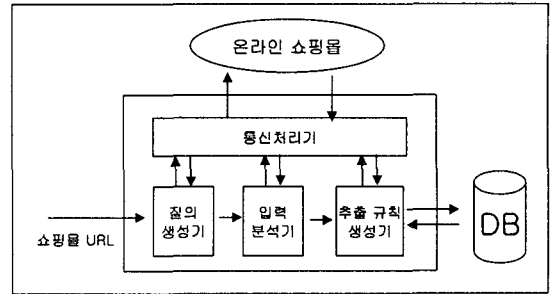 온라인 쇼핑몹
통신처리기
질의
생성기
입력
분석기
추출 규칙
생성기
쇼핑몰 URL
DB